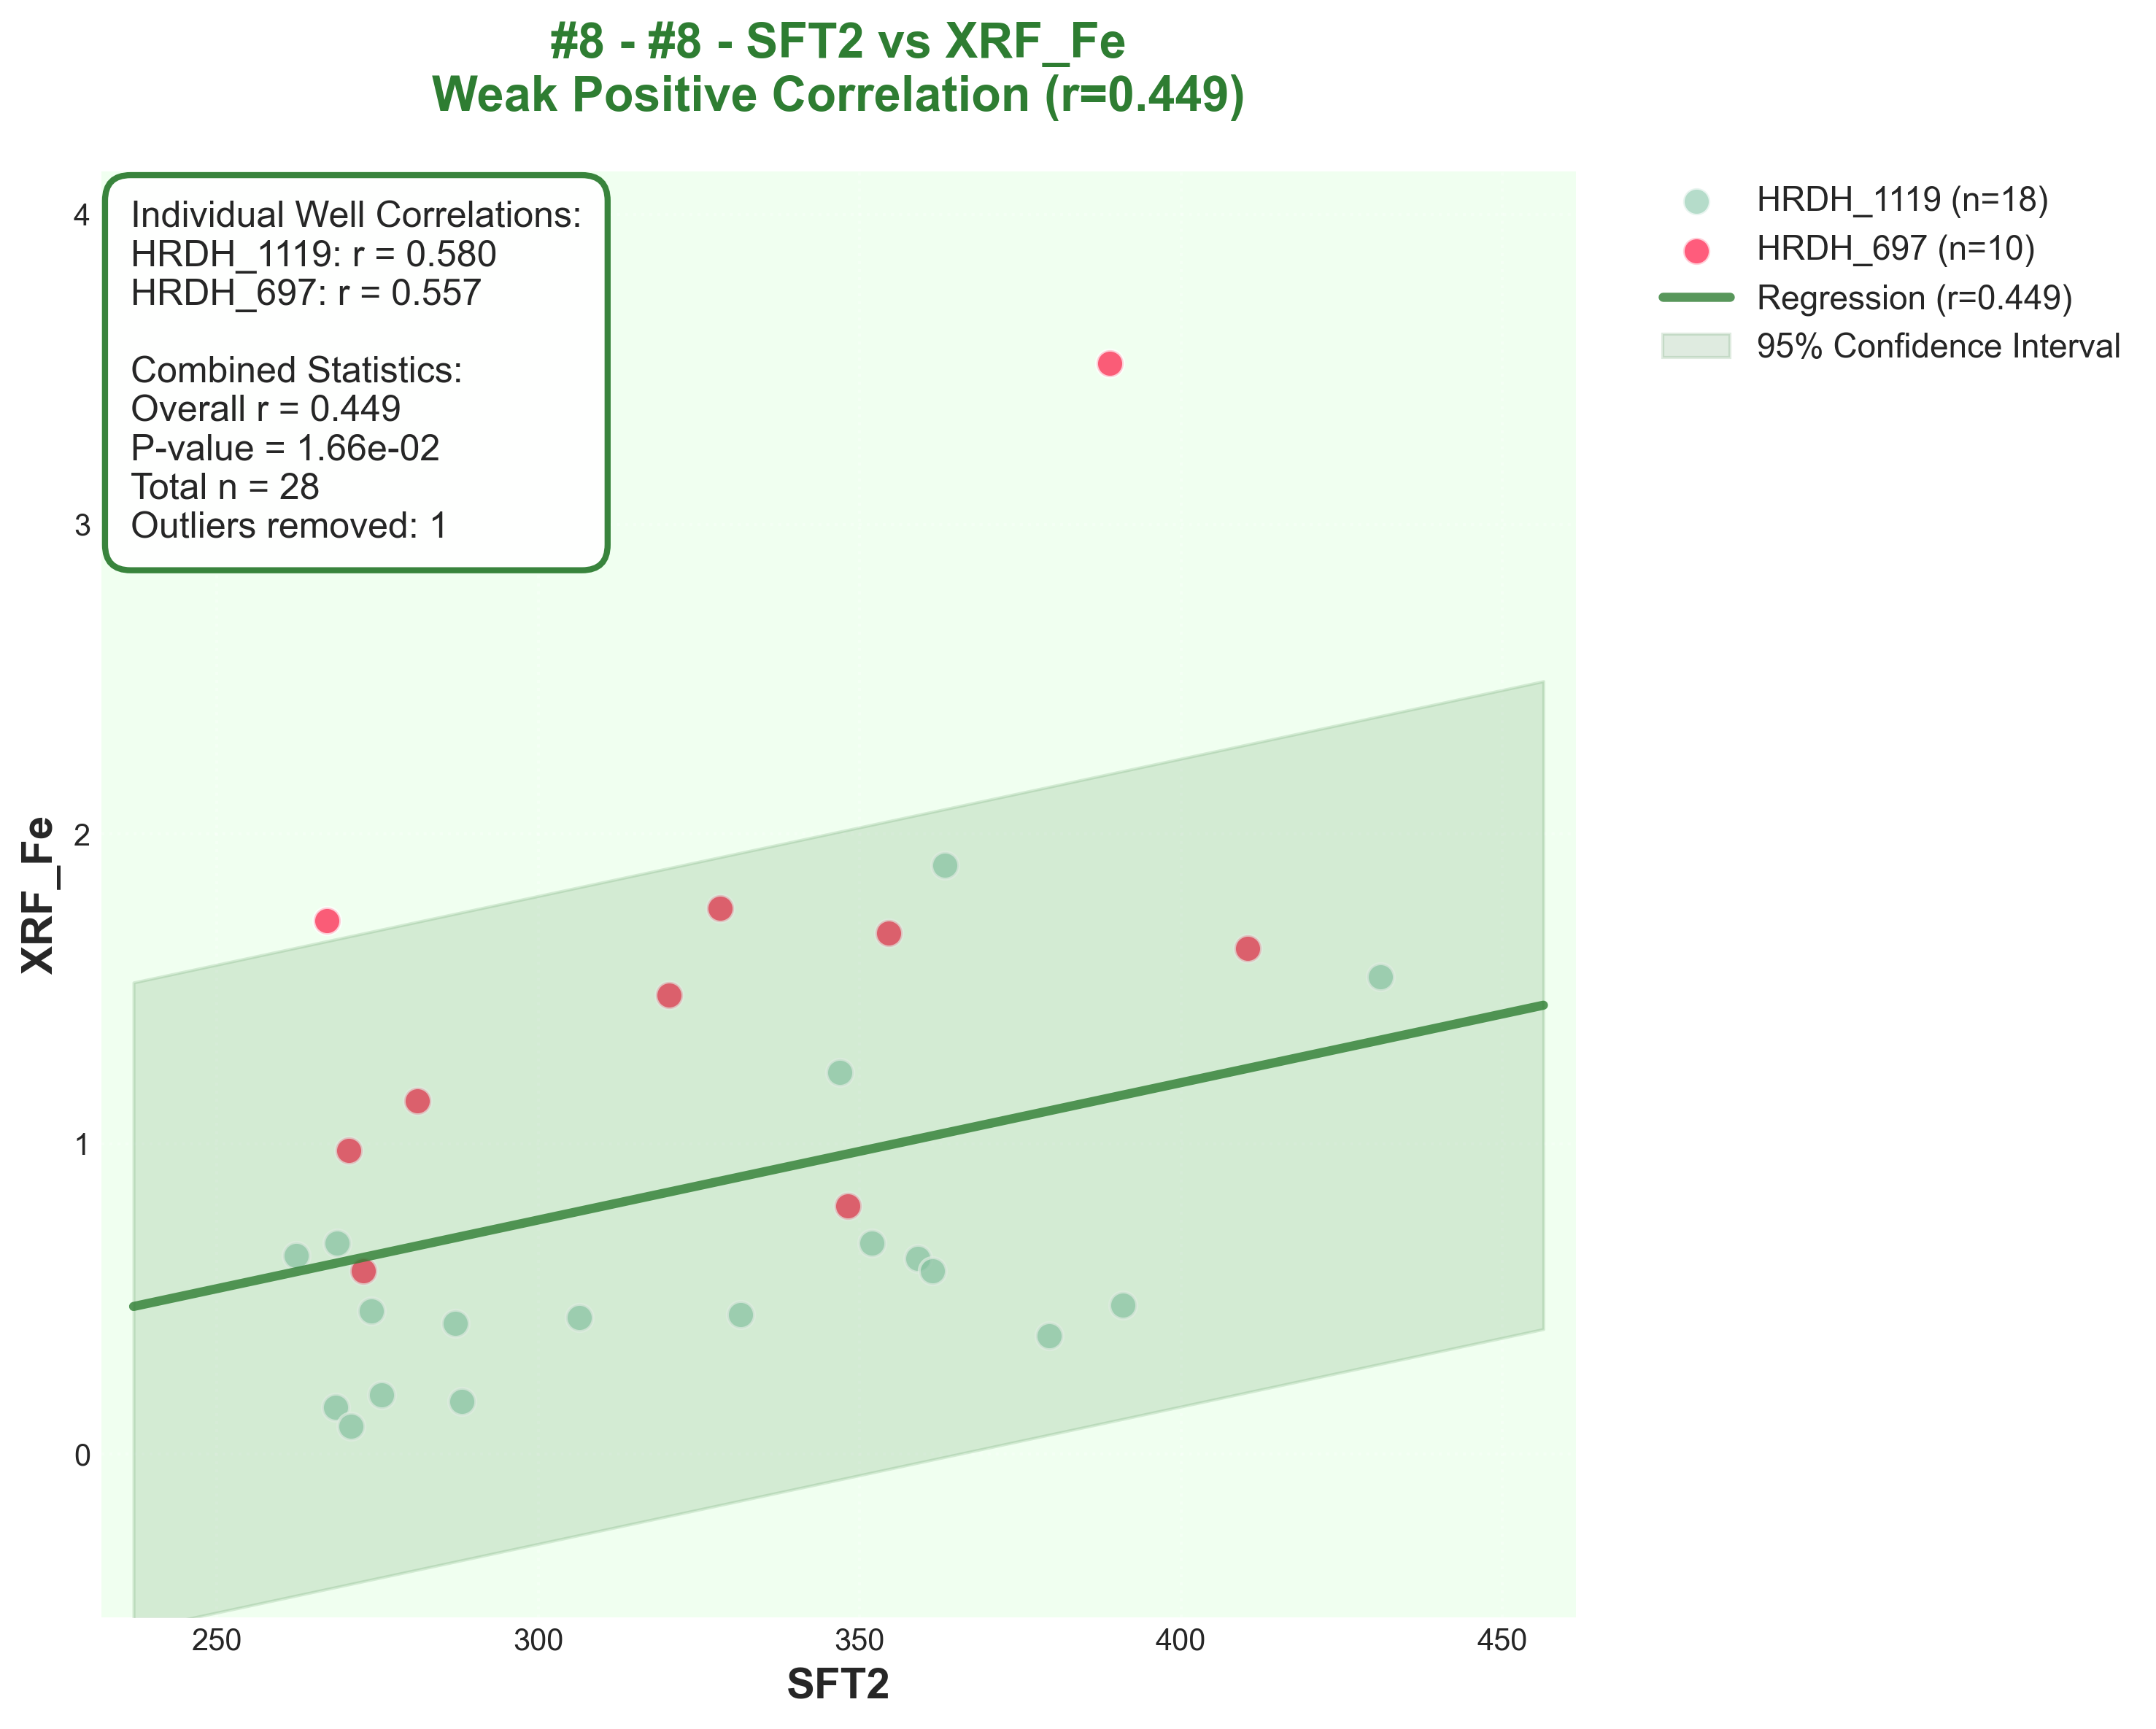 #8 - #8 - SFT2 vs XRF_Fe
Weak Positive Correlation (r=0.449)
Individual Well Correlations:
HRDH_1119: r = 0.580
HRDH_697: r = 0.557
Combined Statistics:
Overall r = 0.449
P-value = 1.66e-02
Total n = 28
Outliers removed: 1
HRDH_1119 (n=18)
HRDH_697 (n=10)
Regression (r=0.449)
95% Confidence Interval
XRF_Fe
4
3
2
1
0
250 300 350 400 450
SFT2